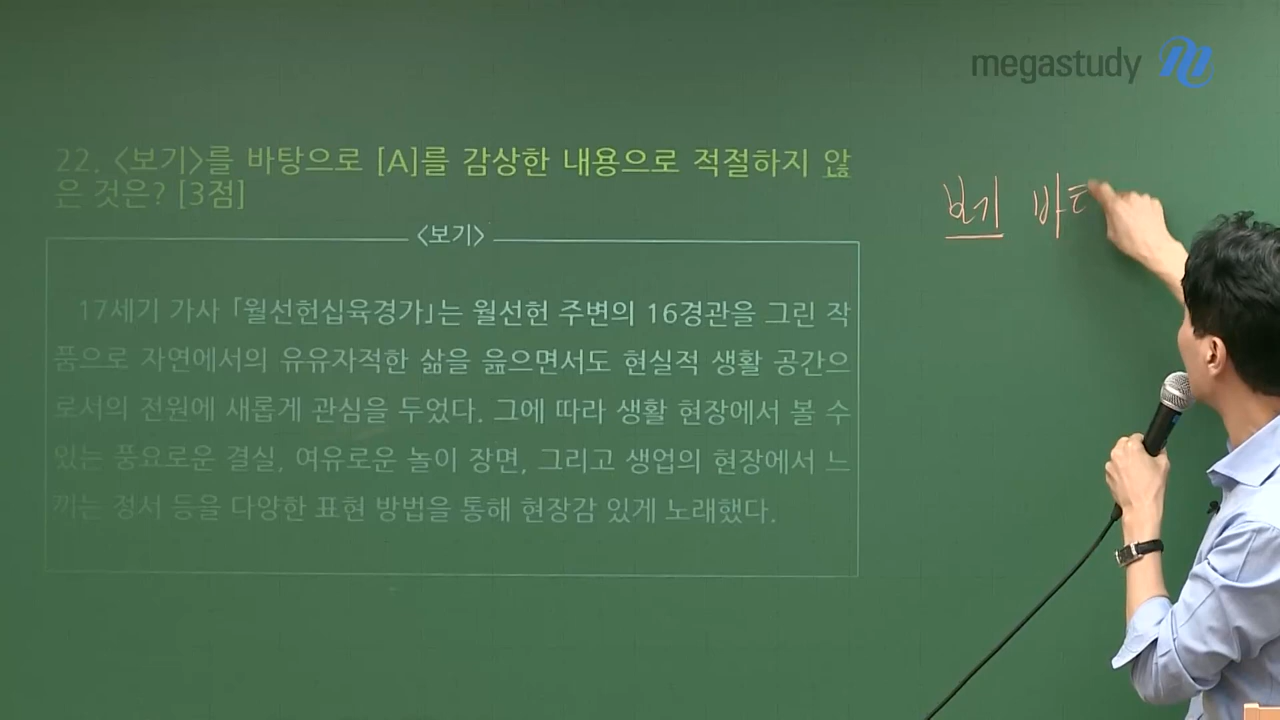 megastudy
22. <보기>를 바탕으로 [A]를 감상한 내용으로 적절하지 않
은 것은? [3점]
<보기>
17세기 가사 「월선헌십육경가」는 월선헌 주변의 16경관을 그린 작
품으로 자연에서의 유유자적한 삶을 읊으면서도 현실적 생활 공간으
로서의 전원에 새롭게 관심을 두었다. 그에 따라 생활 현장에서 볼 수
있는 풍요로운 결실, 여유로운 놀이 장면, 그리고 생업의 현장에서 느
끼는 정서 등을 다양한 표현 방법을 통해 현장감 있게 노래했다.
보기 바